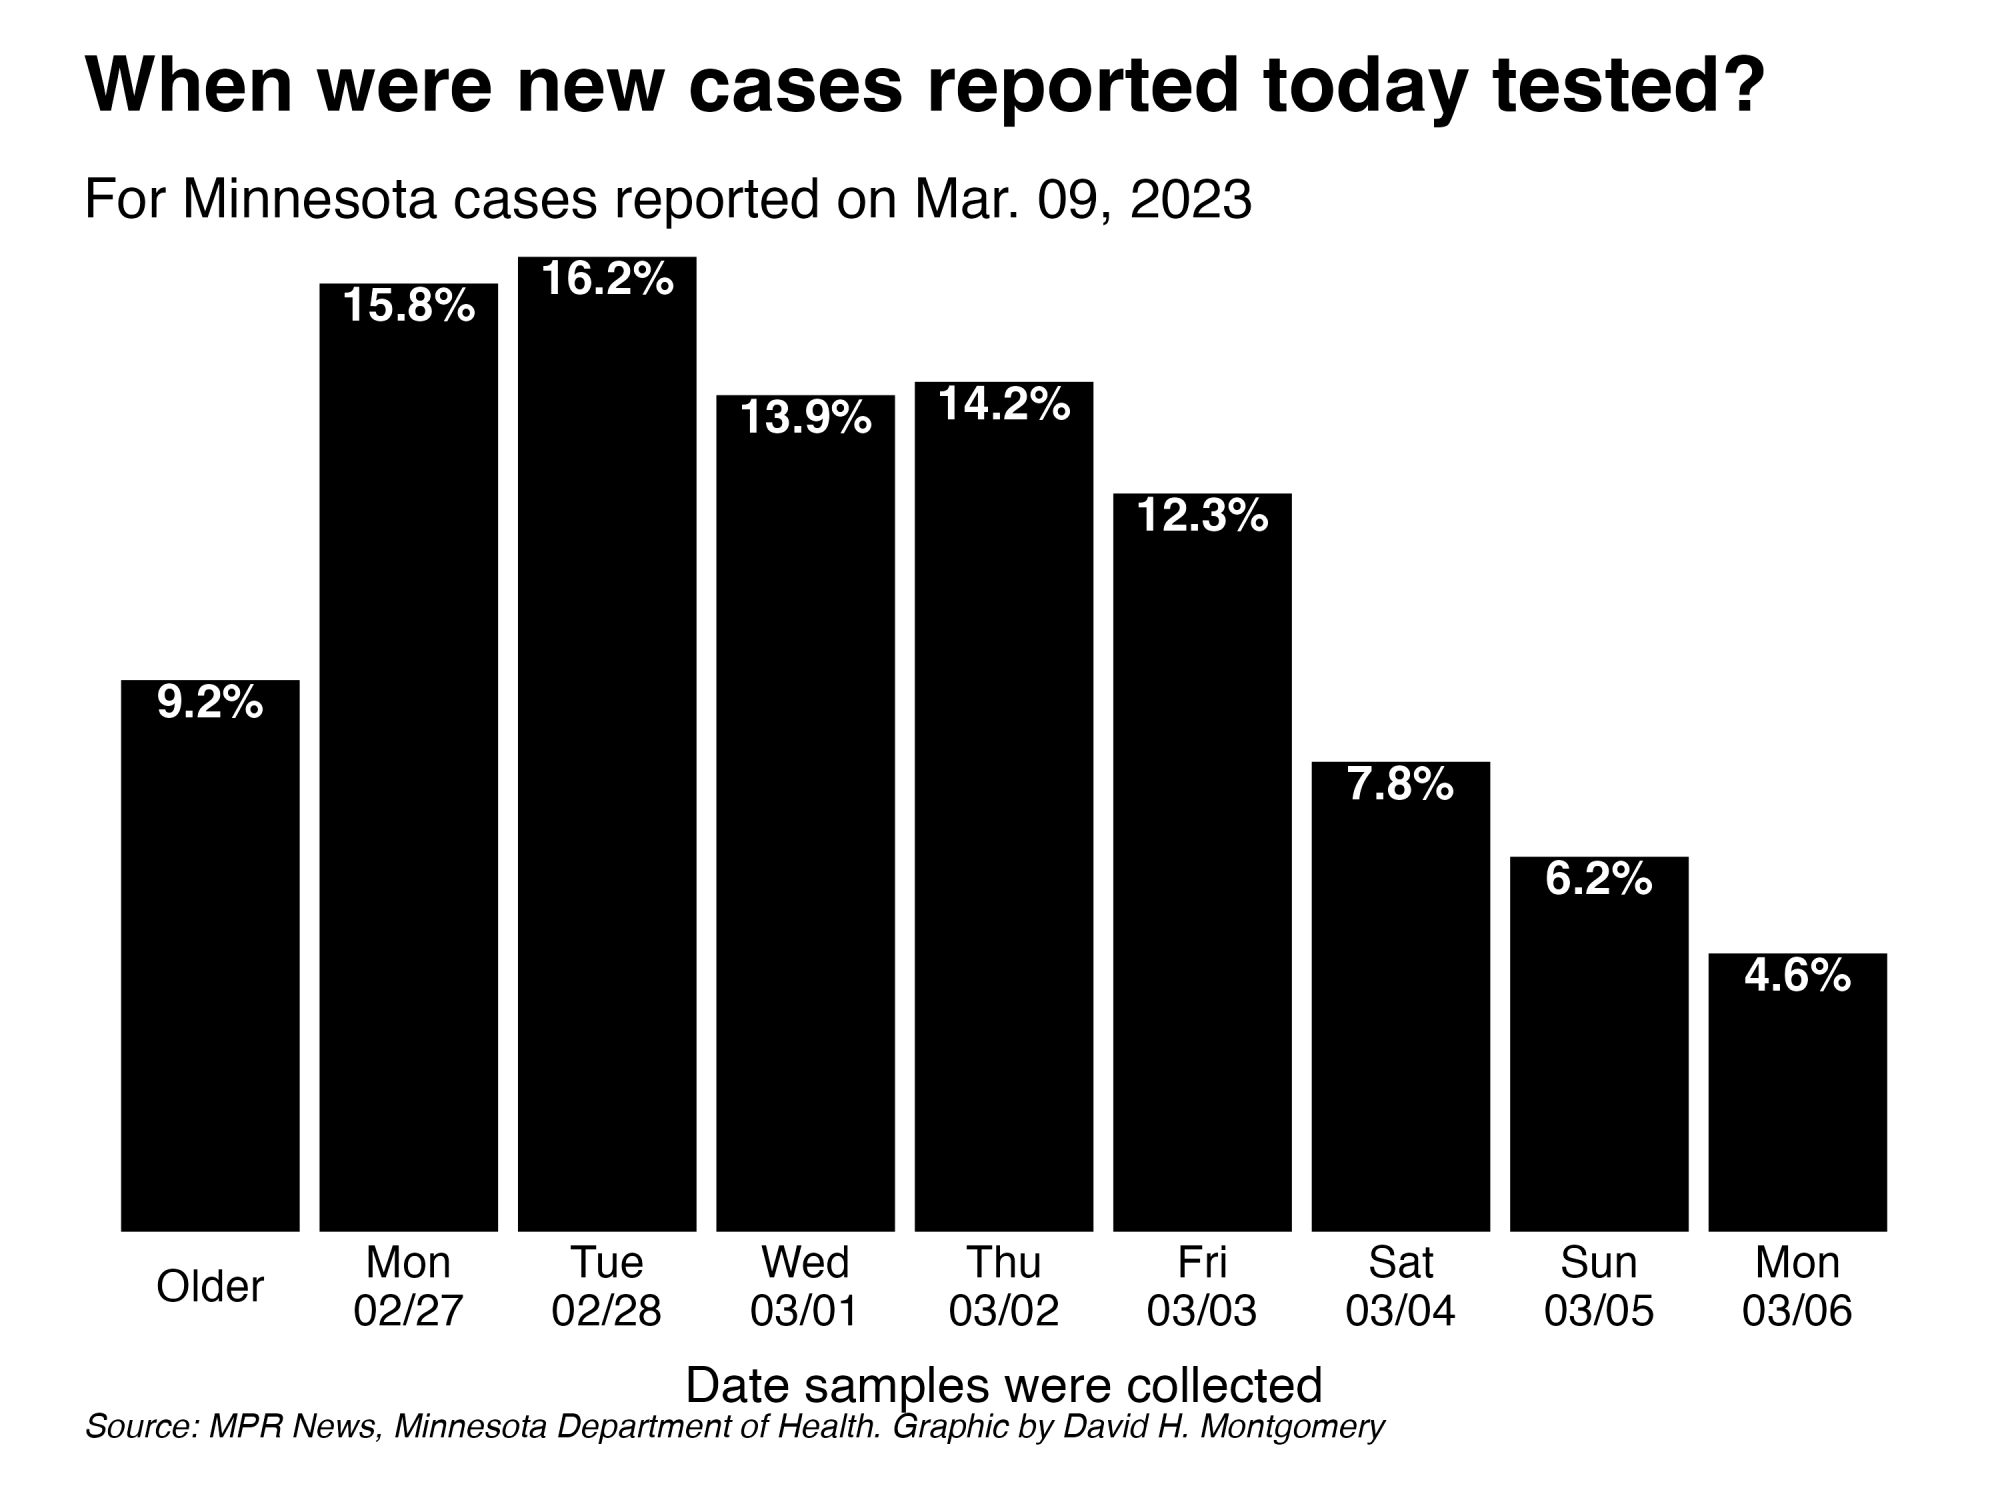 When were new cases reported today tested?
For Minnesota cases reported on Mar. 09, 2023
9.2%
15.8%
16.2%
13.9%
14.2%
12.3%
7.8%
6.2%
4.6%
Older
Mon
02/27
Tue
02/28
Wed
03/01
Thu
03/02
Fri
03/03
Sat
03/04
Sun
03/05
Mon
03/06
Date samples were collected
Source: MPR News, Minnesota Department of Health. Graphic by David H. Montgomery